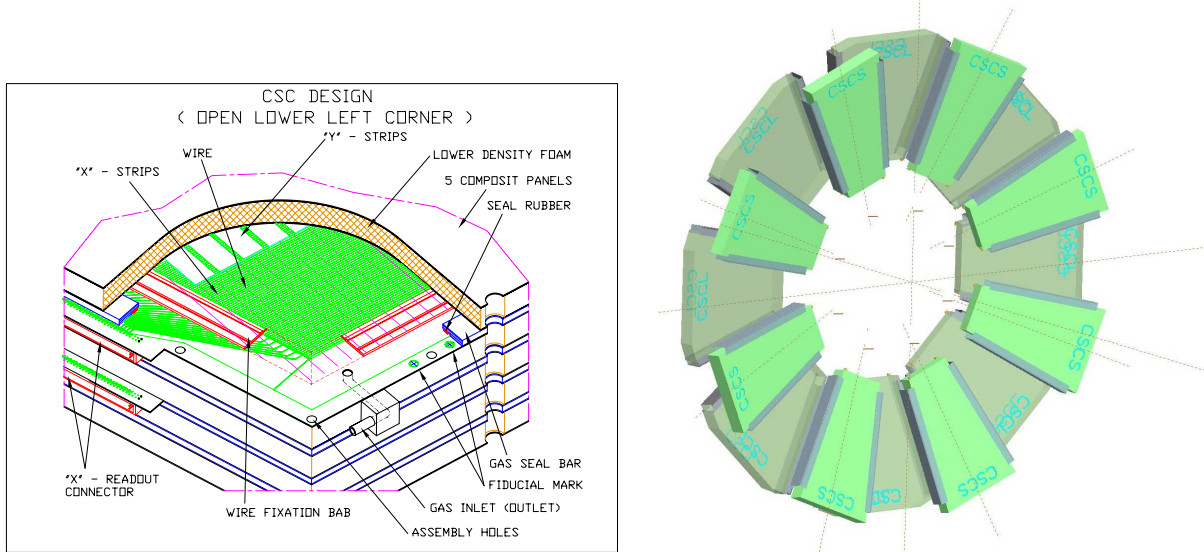 CSC DESIGN
( OPEN LOWER LEFT CORNER )
"Y" - STRIPS
WIRE
LOWER DENSITY FOAM
"X" - STRIPS
5 COMPOSIT PANELS
SEAL RUBBER
"X" - READOUT
CONNECTOR
WIRE FIXATION BAB
GAS SEAL BAR
FIDUCIAL MARK
GAS INLET (OUTLET)
ASSEMBLY HOLES
CSCL
CSCS
CSCS
CSCL
CSCS
CSCS
CSCL
CSCL
CSCS
CSCS
CSCL
CSCS
CSCS